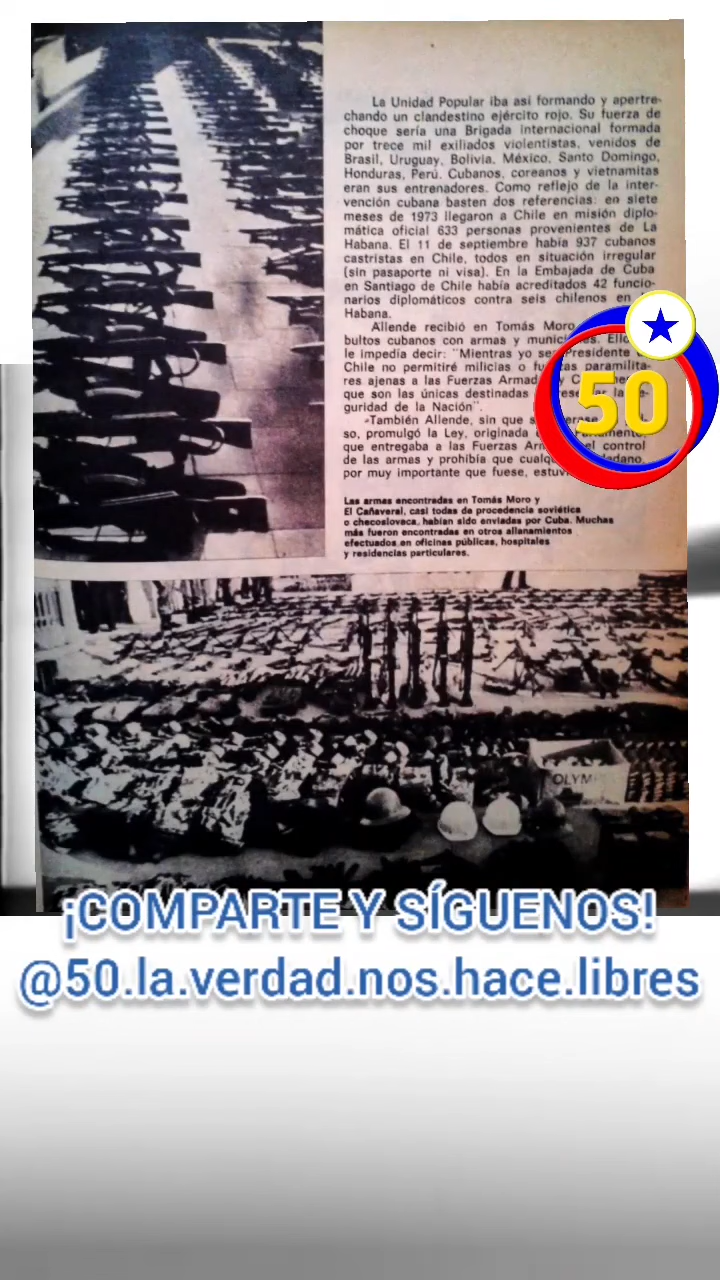 La Unidad Popular iba así formando y apertre-
chando un clandestino ejército rojo. Su fuerza de
choque sería una Brigada Internacional formada
por trece mil exiliados violentistas, venidos de
Brasil, Uruguay, Bolivia, México, Santo Domingo,
Honduras, Perú. Cubanos, coreanos y vietnamitas
eran sus entrenadores. Como reflejo de la inter-
vención cubana basten dos referencias: en siete
meses de 1973 llegaron a Chile en misión diplo-
mática oficial 633 personas provenientes de La
Habana. El 11 de septiembre había 937 cubanos
castristas en Chile, todos en situación irregular
(sin pasaporte ni visa). En la Embajada de Cuba
en Santiago de Chile había acreditados 42 funcio-
narios diplomáticos contra seis chilenos en
Habana.
Allende recibió en Tomás Moro
bultos cubanos con armas y
le impedía decir: "Mientras yo Presidente
Chile no permitiré milicias o paramilita-
res ajenas a las Fuerzas y
que son las únicas destinadas la
guridad de la Nación".
También Allende, sin que
so, promulgó la Ley, originada
que entregaba a las Fuerzas el control
de las armas y prohibía que
por muy importante que fuese,
Las armas encontradas en Tomás Moro y
El Cañaveral, casi todas de procedencia soviética
o checoslovaca, habían sido enviadas por Cuba. Muchas
más fueron encontradas en otros allanamientos
efectuados en oficinas públicas, hospitales
y residencias particulares.
50
¡COMPARTE Y SÍGUENOS!
@50.la.verdad.nos.hace.libres